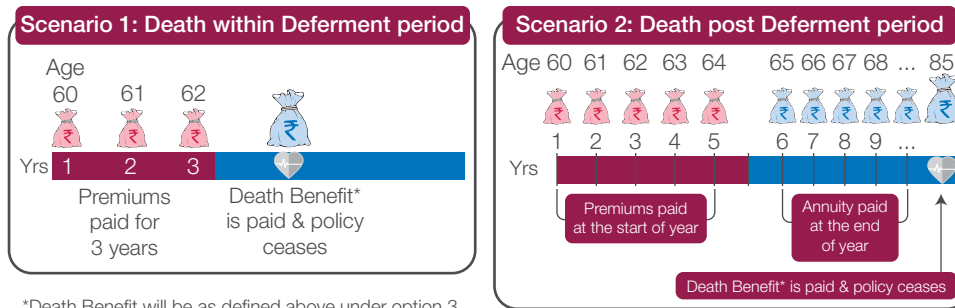 Scenario 1: Death within Deferment period
Age
60 61 62
₹ ₹ ₹ ₹
Yrs 1 2 3
Premiums
paid for
3 years
Death Benefit*
is paid & policy
ceases
*Death Benefit will be as defined above under option 3
Scenario 2: Death post Deferment period
Age 60 61 62 63 64 65 66 67 68 ... 85
₹ ₹ ₹ ₹ ₹ ₹ ₹ ₹ ₹ ₹ ₹
1 2 3 4 5 6 7 8 9 ...
Yrs
Premiums paid
at the start of year
Annuity paid
at the end
of year
Death Benefit* is paid & policy ceases